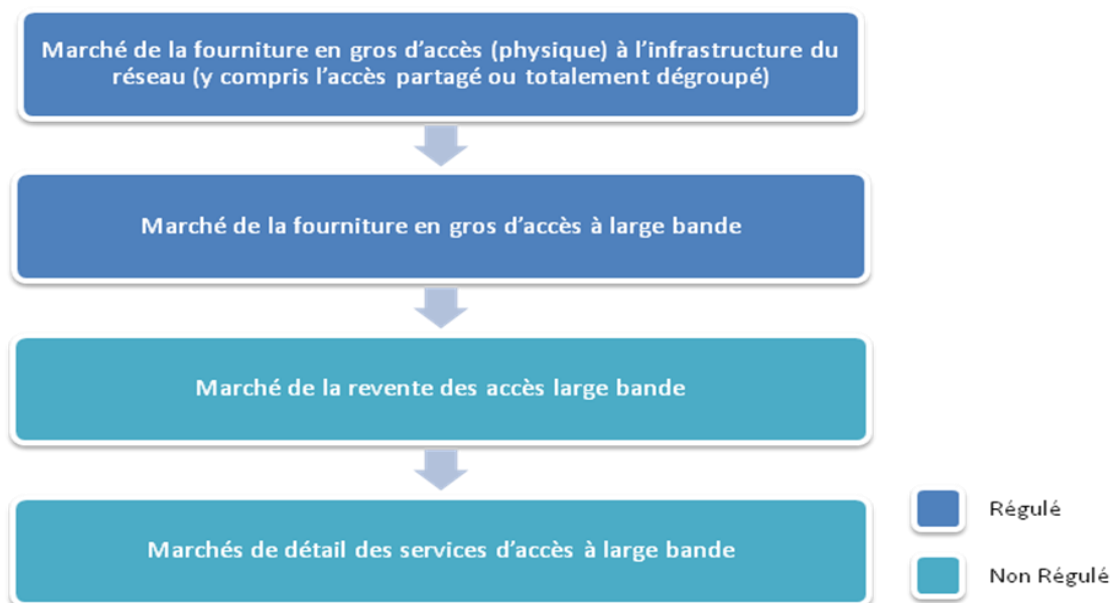 Marché de la fourniture en gros d’accès (physique) à l’infrastructure du
réseau (y compris l’accès partagé ou totalement dégroupé)
Marché de la fourniture en gros d’accès à large bande
Marché de la revente des accès large bande
Marchés de détail des services d’accès à large bande
Régulé
Non Régulé